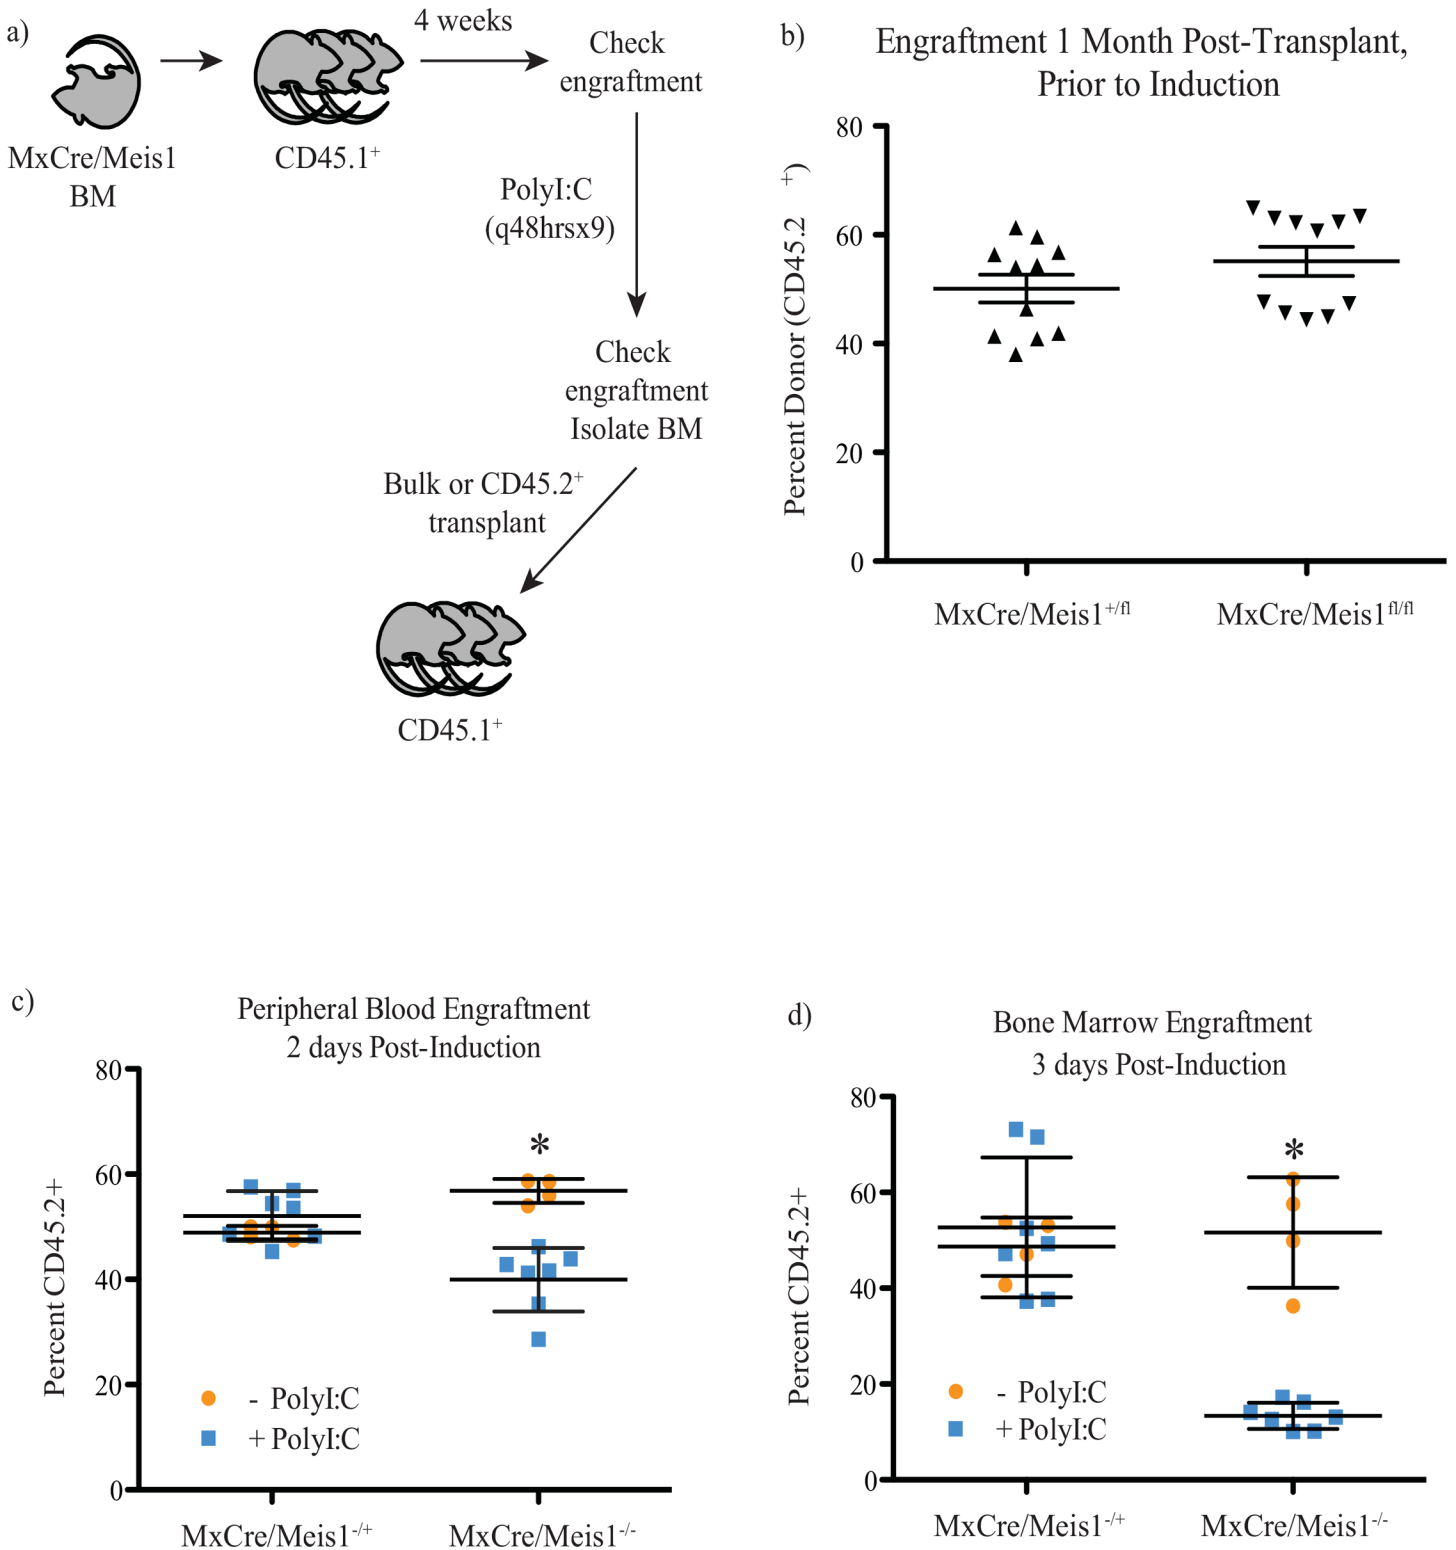 a)
MxCre/Meis1
BM
CD45.1+
4 weeks
Check
engraftment
PolyI:C
(q48hrsx9)
Check
engraftment
Isolate BM
Bulk or CD45.2+
transplant
CD45.1+
b)
Engraftment 1 Month Post-Transplant,
Prior to Induction
Percent Donor (CD45.2 +)
80
60
40
20
0
MxCre/Meis1+/fl
MxCre/Meis1fl/fl
c)
Peripheral Blood Engraftment
2 days Post-Induction
Percent CD45.2+
80
60
40
20
0
*
- PolyI:C
+ PolyI:C
MxCre/Meis1-/+
MxCre/Meis1-/-
d)
Bone Marrow Engraftment
3 days Post-Induction
Percent CD45.2+
80
60
40
20
0
*
- PolyI:C
+ PolyI:C
MxCre/Meis1-/+
MxCre/Meis1-/-